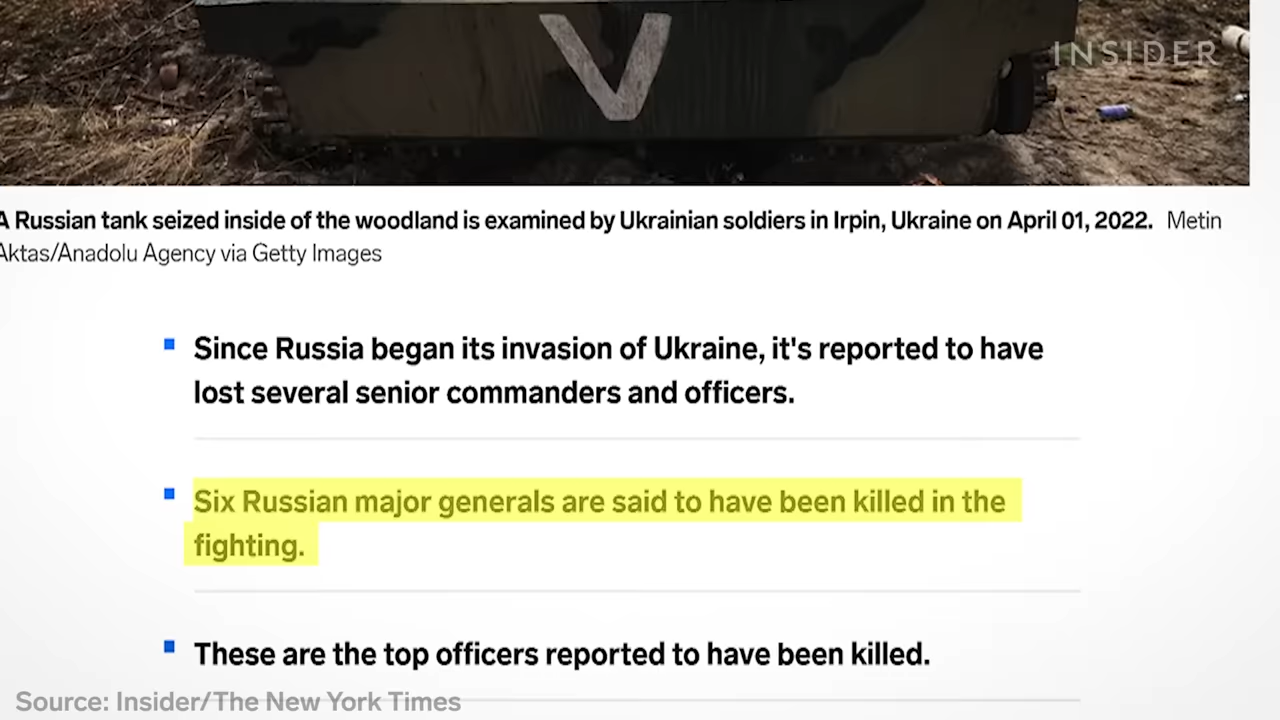 V
INSIDER
A Russian tank seized inside of the woodland is examined by Ukrainian soldiers in Irpin, Ukraine on April 01, 2022. Metin
Aktas/Anadolu Agency via Getty Images
Since Russia began its invasion of Ukraine, it's reported to have
lost several senior commanders and officers.
Six Russian major generals are said to have been killed in the
fighting.
These are the top officers reported to have been killed.
Source: Insider/The New York Times